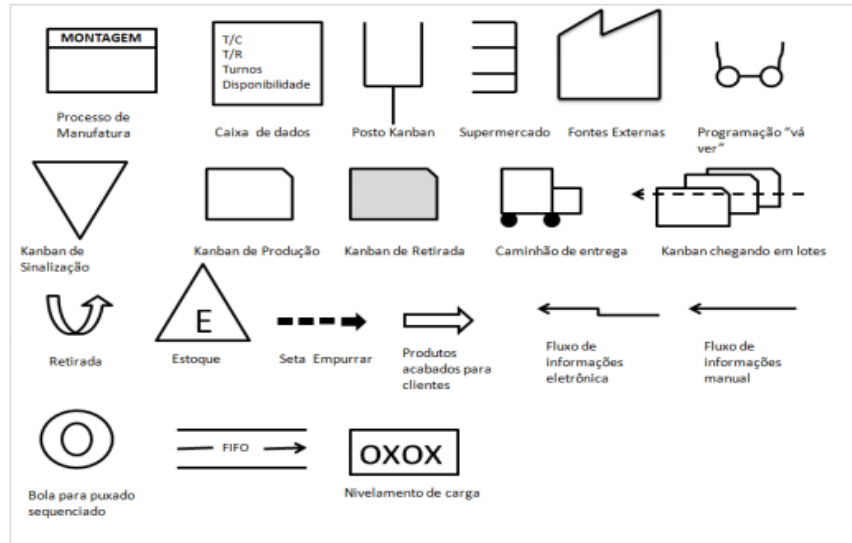 MONTAGEM
T/C
T/R
Turnos
Disponibilidade
Processo de
Manufatura
Caixa de dados
Posto Kanban
Supermercado
Fontes Externas
Programação "vá
ver"
Kanban de
Sinalização
Kanban de Produção
Kanban de Retirada
Caminhão de entrega
Kanban chegando em lotes
E
Retirada
Estoque
Seta Empurrar
Produtos
acabados para
clientes
Fluxo de
informações
eletrônica
Fluxo de
informações
manual
FIFO
OXOX
Bola para puxado
sequenciado
Nivelamento de carga